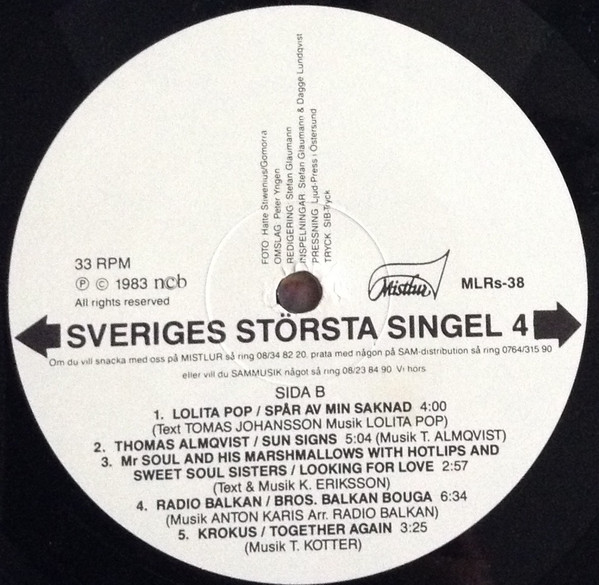 FOTO Hatte Stiwenius/Gomorra
OMSLAG Peter Yngen
REDIGERING Stefan Glaumann
INSPELNINGAR Stefan Glaumann & Dagge Lundqvist
PRESSNING Ljud-Press i Östersund
TRYCK SIB-Tryck
33 RPM
Ⓟ © 1983 ncb
All rights reserved
Mistlur
MLRs-38
SVERIGES STÖRSTA SINGEL 4
Om du vill snacka med oss på MISTLUR så ring 08/34 82 20. prata med någon på SAM-distribution så ring 0764/315 90
eller vill du SAMMUSIK något så ring 08/23 84 90 Vi hörs
SIDA B
1. LOLITA POP / SPÅR AV MIN SAKNAD 4:00
(Text TOMAS JOHANSSON Musik LOLITA POP)
2. THOMAS ALMQVIST / SUN SIGNS 5:04 (Musik T. ALMQVIST)
3. Mr SOUL AND HIS MARSHMALLOWS WITH HOTLIPS AND
SWEET SOUL SISTERS / LOOKING FOR LOVE 2:57
(Text & Musik K. ERIKSSON)
4. RADIO BALKAN / BROS. BALKAN BOUGA 6:34
(Musik ANTON KARIS Arr. RADIO BALKAN)
5. KROKUS / TOGETHER AGAIN 3:25
(Musik T. KOTTER)